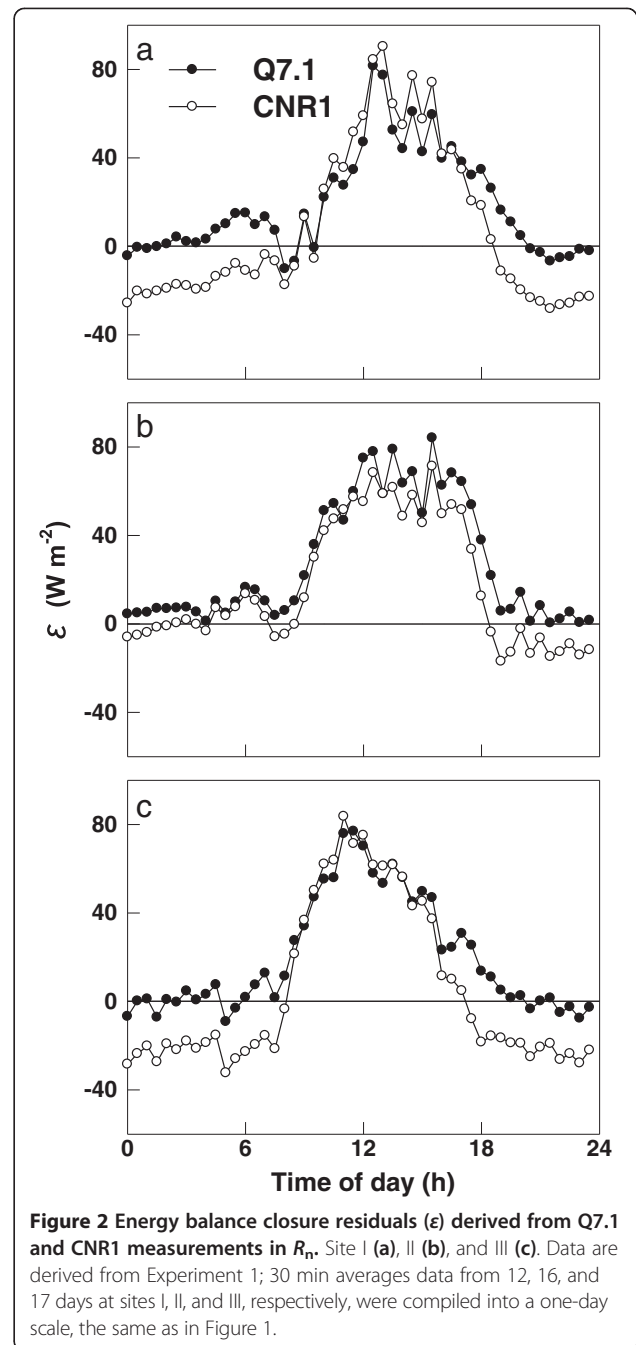 a
Q7.1
CNR1
80
40
0
-40
b
80
40
0
-40
ε (W m-2)
c
80
40
0
-40
0 6 12 18 24
Time of day (h)
Figure 2 Energy balance closure residuals (ε) derived from Q7.1
and CNR1 measurements in Rn. Site I (a), II (b), and III (c). Data are
derived from Experiment 1; 30 min averages data from 12, 16, and
17 days at sites I, II, and III, respectively, were compiled into a one-day
scale, the same as in Figure 1.